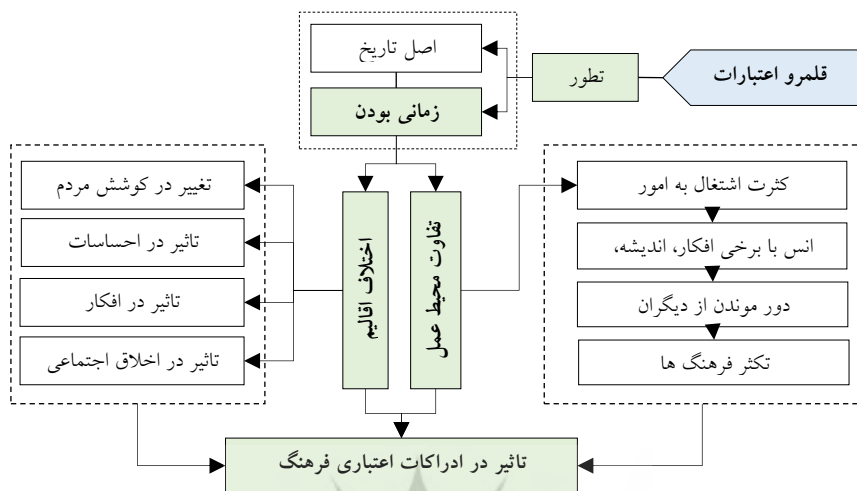 قلمرو اعتبارات
تطور
اصل تاریخ
زمانی بودن
تفاوت محیط عمل
اختلاف اقالیم
کثرت اشتغال به امور
انس با برخی افکار، اندیشه،
دور موندن از دیگران
تکثر فرهنگ ها
تغییر در کوشش مردم
تاثیر در احساسات
تاثیر در افکار
تاثیر در اخلاق اجتماعی
تاثیر در ادراکات اعتباری فرهنگ